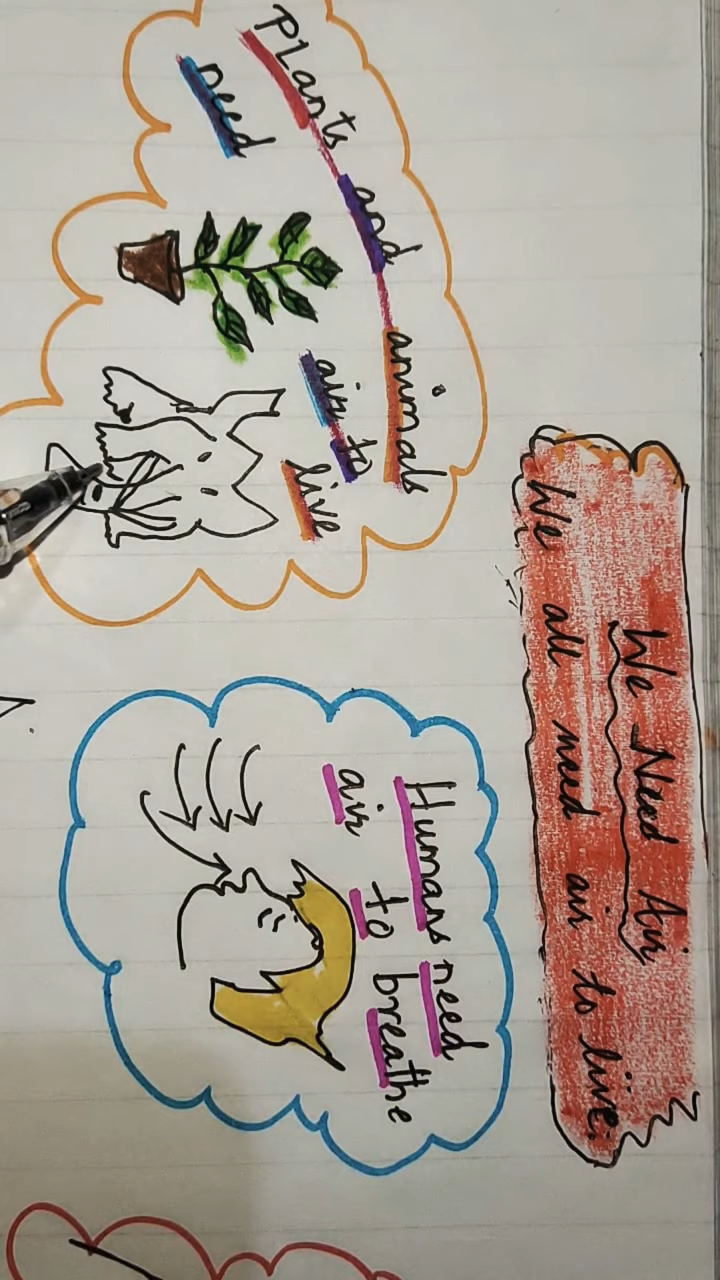 We Need Air
We all need air to live.
Plants and animals
need air to
live
Humans need
air to breathe